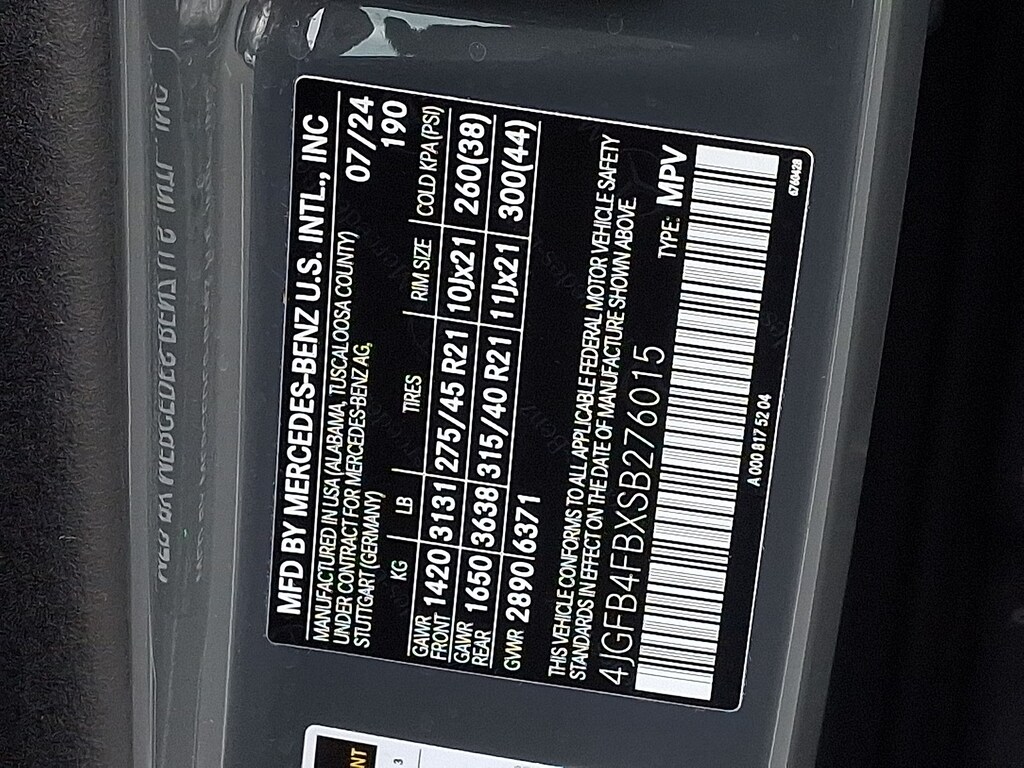 MFD BY MERCEDES-BENZ U.S. INTL., INC
MANUFACTURED IN USA (ALABAMA, TUSCALOOSA COUNTY) 07/24
UNDER CONTRACT FOR MERCEDES-BENZ AG, 190
STUTTGART (GERMANY)
KG LB TIRES RIM SIZE COLD KPA(PSI)
GAWR FRONT 1420 3131 275/45 R21 10Jx21 260(38)
GAWR REAR 1650 3638 315/40 R21 11Jx21 300(44)
GVWR 2890 6371
THIS VEHICLE CONFORMS TO ALL APPLICABLE FEDERAL MOTOR VEHICLE SAFETY
STANDARDS IN EFFECT ON THE DATE OF MANUFACTURE SHOWN ABOVE.
4JGFB4FBXSB276015 TYPE: MPV
A 000 817 52 04
6760428
NT
3